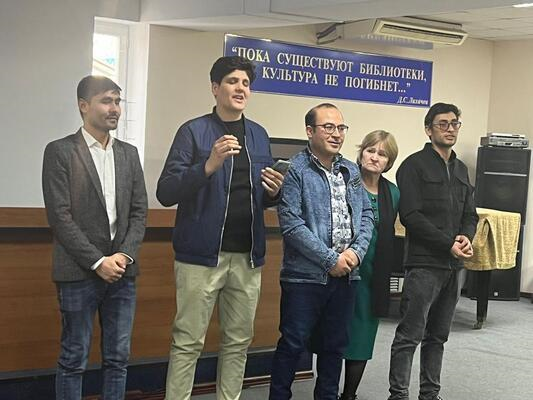 "ПОКА СУЩЕСТВУЮТ БИБЛИОТЕКИ,
КУЛЬТУРА НЕ ПОГИБНЕТ..."
Д.С.Лихачев